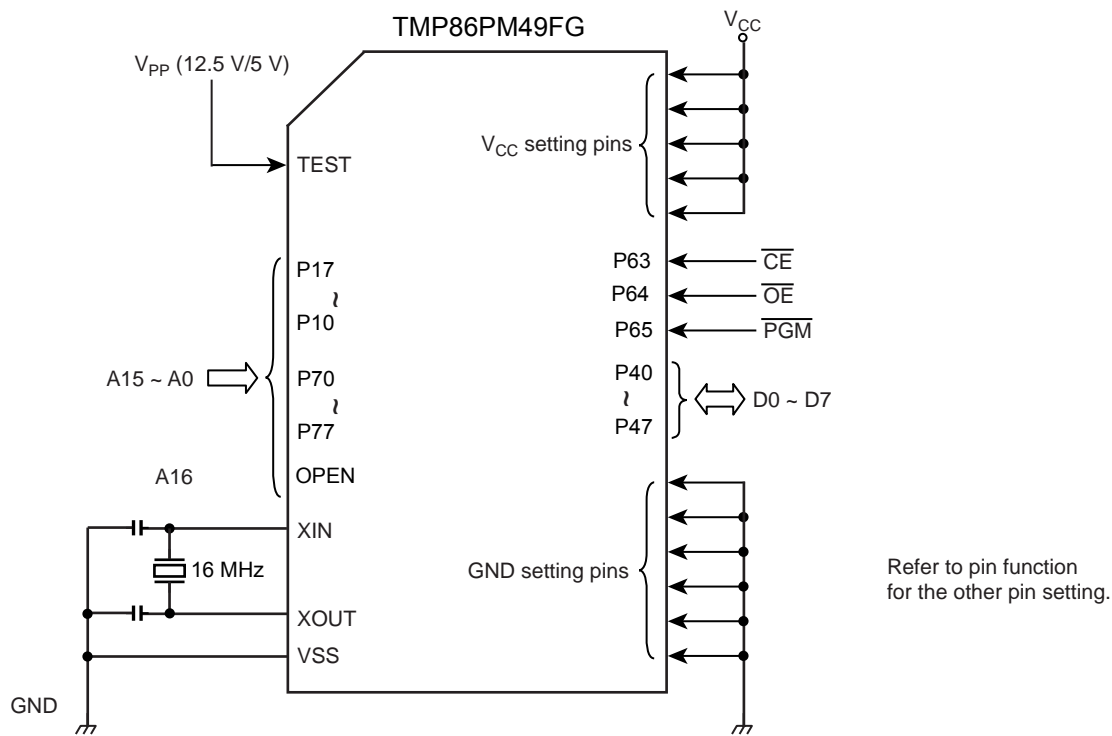 TMP86PM49FG
VCC
VPP (12.5 V/5 V)
VCC setting pins
TEST
P17
~
P10
A15 ~ A0
P70
~
P77
A16
OPEN
XIN
16 MHz
XOUT
VSS
GND
P63
CE
P64
OE
P65
PGM
P40
~
P47
D0 ~ D7
GND setting pins
Refer to pin function
for the other pin setting.